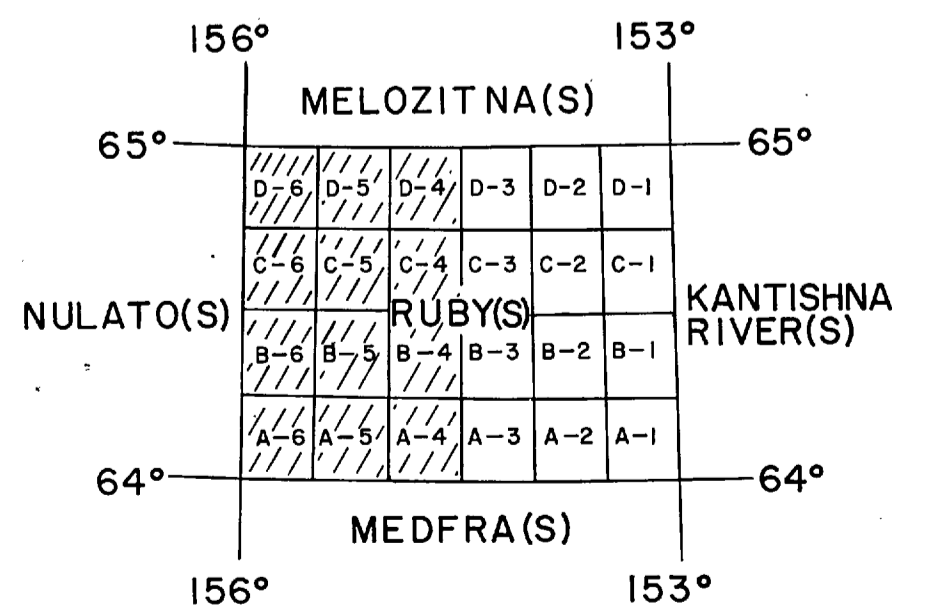 156° 153°
MELOZITNA(S)
65° 65°
D-6 D-5 D-4 D-3 D-2 D-1
C-6 C-5 C-4 C-3 C-2 C-1
NULATO(S) RUBY(S) KANTISHNA
RIVER(S)
B-6 B-5 B-4 B-3 B-2 B-1
A-6 A-5 A-4 A-3 A-2 A-1
64° 64°
MEDFRA(S)
156° 153°